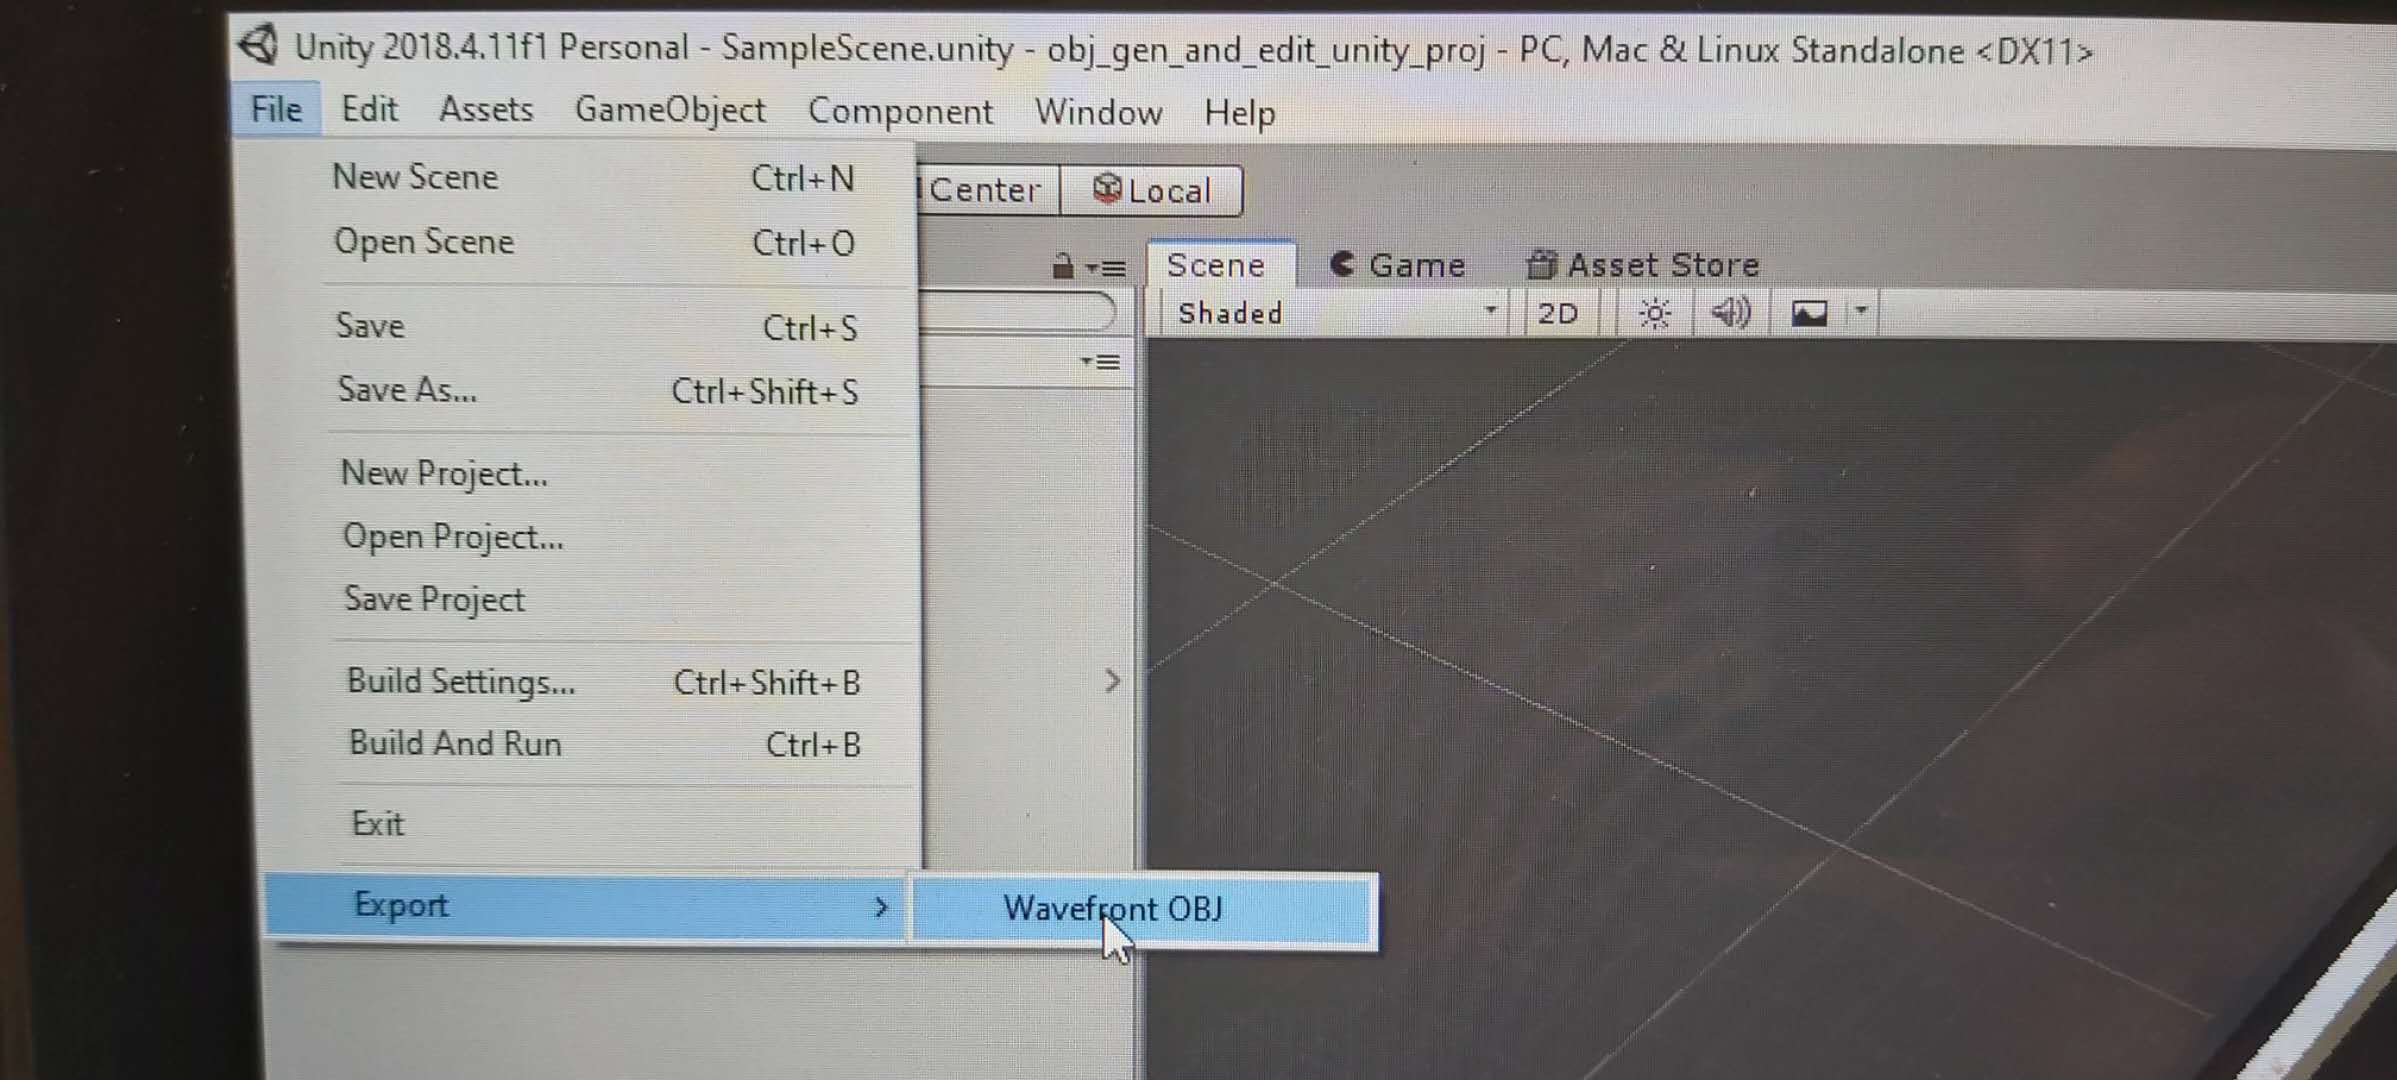 Unity 2018.4.11f1 Personal - SampleScene.unity - obj_gen_and_edit_unity_proj - PC, Mac & Linux Standalone <DX11>
File Edit Assets GameObject Component Window Help
New Scene Ctrl+N
Center Local
Open Scene Ctrl+O
Scene Game Asset Store
Save Ctrl+S
Shaded 2D
Save As... Ctrl+Shift+S
New Project...
Open Project...
Save Project
Build Settings... Ctrl+Shift+B
Build And Run Ctrl+B
Exit
Export Wavefront OBJ